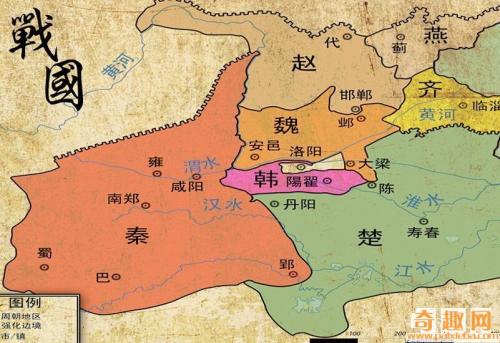 戰國
燕
代
蓟
赵
黄河
齐
邯郸
临淄
邺
黄河
魏
安邑
洛阳
大梁
雍
渭水
咸阳
韩
陽翟
陈
南郑
汉水
丹阳
淮水
秦
楚
寿春
蜀
巴
郢
江水
图例
周朝地区
强化边境
市/镇
100
200
奇趣网